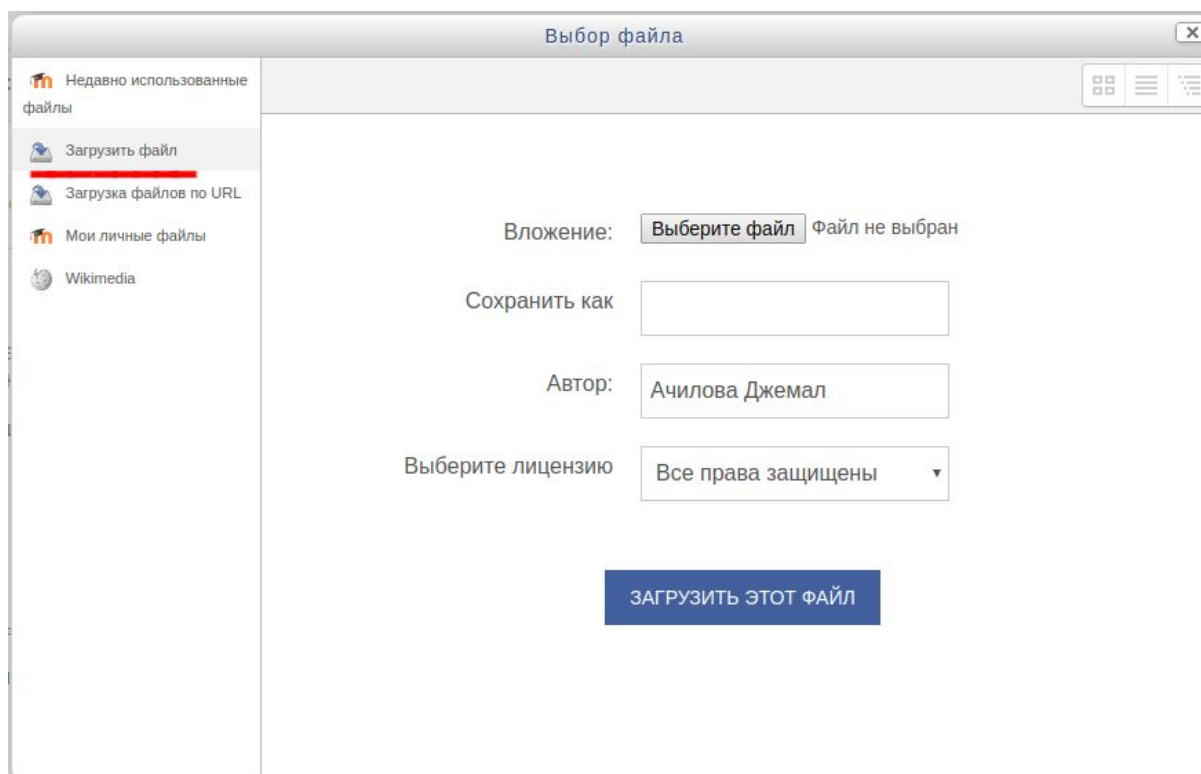 Выбор файла
Недавно использованные
файлы
Загрузить файл
Загрузка файлов по URL
Мои личные файлы
Wikimedia
Вложение: Выберите файл Файл не выбран
Сохранить как
Автор: Ачилова Джемал
Выберите лицензию Все права защищены
ЗАГРУЗИТЬ ЭТОТ ФАЙЛ